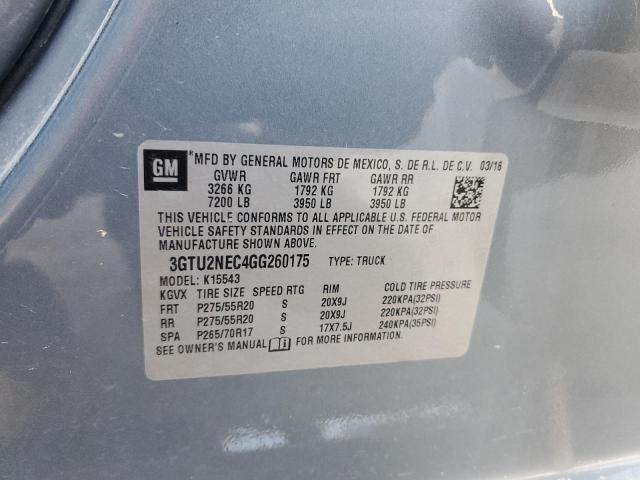 GM *MFD BY GENERAL MOTORS DE MEXICO, S. DE R.L. DE C.V. 03/16
GVWR GAWR FRT GAWR RR
3266 KG 1792 KG 1792 KG
7200 LB 3950 LB 3950 LB
THIS VEHICLE CONFORMS TO ALL APPLICABLE U.S. FEDERAL MOTOR
VEHICLE SAFETY STANDARDS IN EFFECT ON THE DATE OF
MANUFACTURE SHOWN ABOVE.
3GTU2NEC4GG260175 TYPE: TRUCK
MODEL: K15543
KGVX TIRE SIZE SPEED RTG RIM COLD TIRE PRESSURE
FRT P275/55R20 S 20X9J 220KPA(32PSI)
RR P275/55R20 S 20X9J 220KPA(32PSI)
SPA P265/70R17 S 17X7.5J 240KPA(35PSI)
SEE OWNER'S MANUAL i FOR MORE INFORMATION.